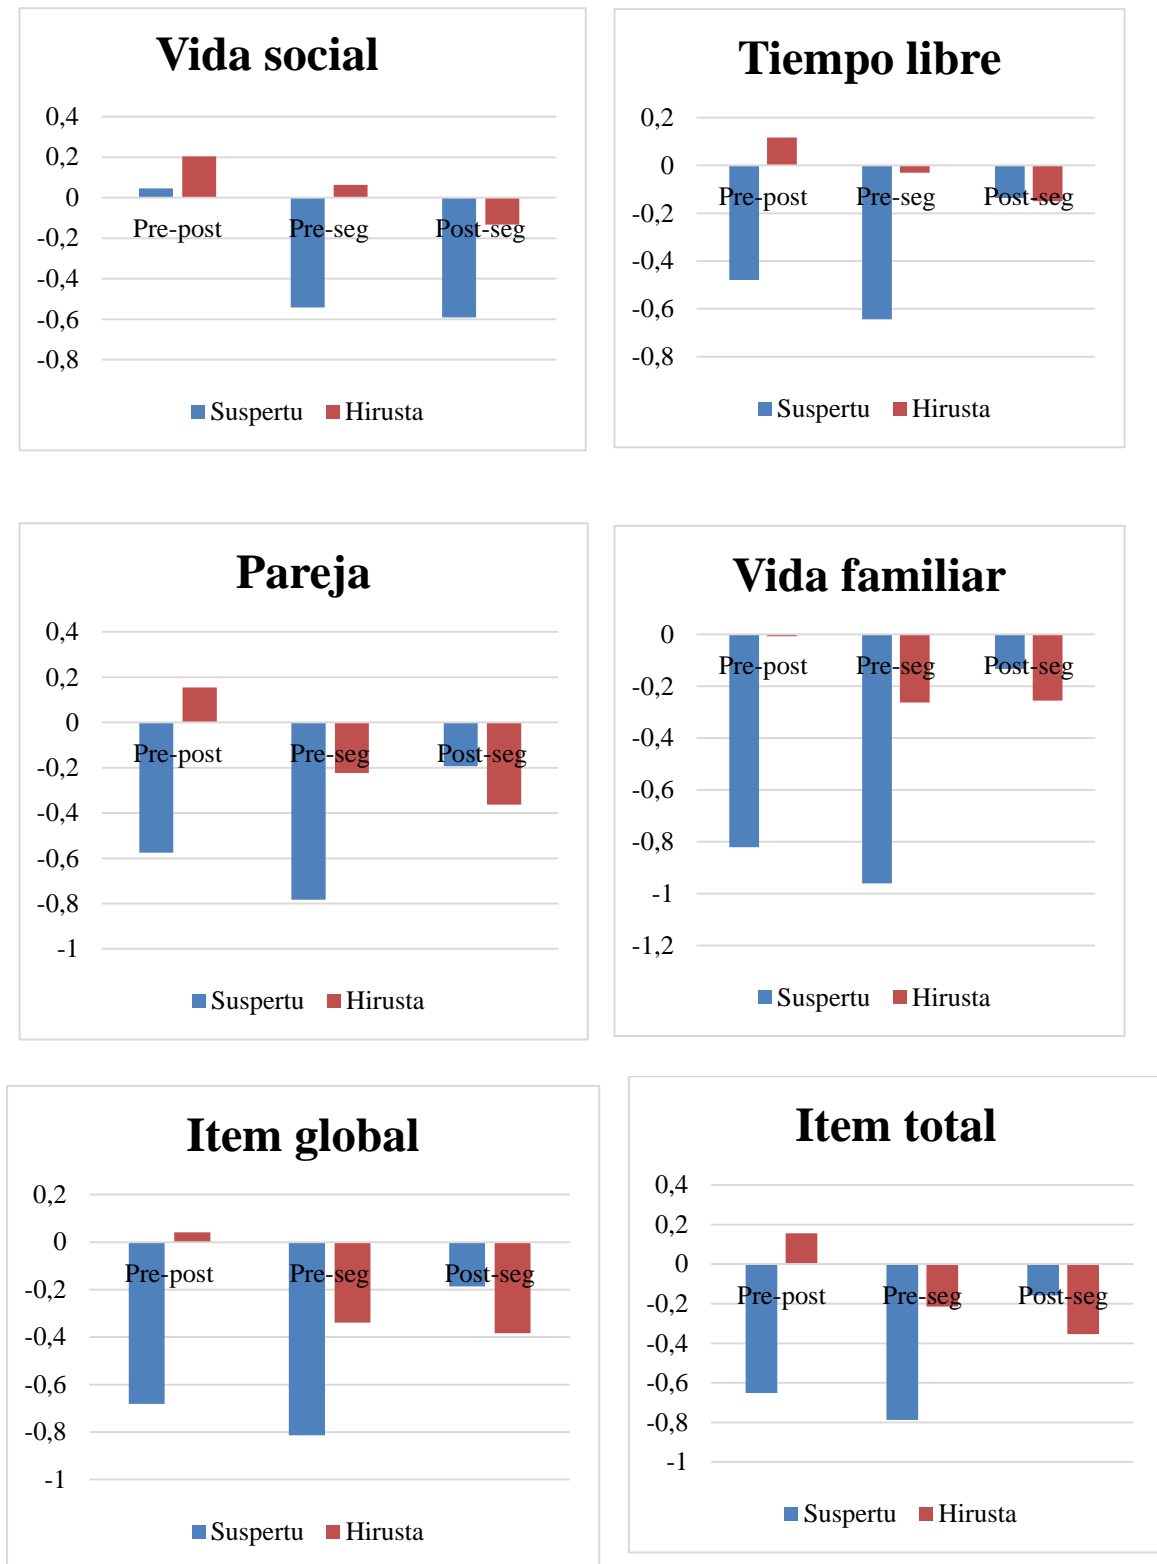 Vida social
0,4
0,2
0
-0,2
-0,4
-0,6
-0,8
Pre-post Pre-seg Post-seg
Suspertu Hirusta
Tiempo libre
0,2
0
-0,2
-0,4
-0,6
-0,8
Pre-post Pre-seg Post-seg
Suspertu Hirusta
Pareja
0,4
0,2
0
-0,2
-0,4
-0,6
-0,8
-1
Pre-post Pre-seg Post-seg
Suspertu Hirusta
Vida familiar
0
-0,2
-0,4
-0,6
-0,8
-1
-1,2
Pre-post Pre-seg Post-seg
Suspertu Hirusta
Item global
0,2
0
-0,2
-0,4
-0,6
-0,8
-1
Pre-post Pre-seg Post-seg
Suspertu Hirusta
Item total
0,4
0,2
0
-0,2
-0,4
-0,6
-0,8
-1
Pre-post Pre-seg Post-seg
Suspertu Hirusta